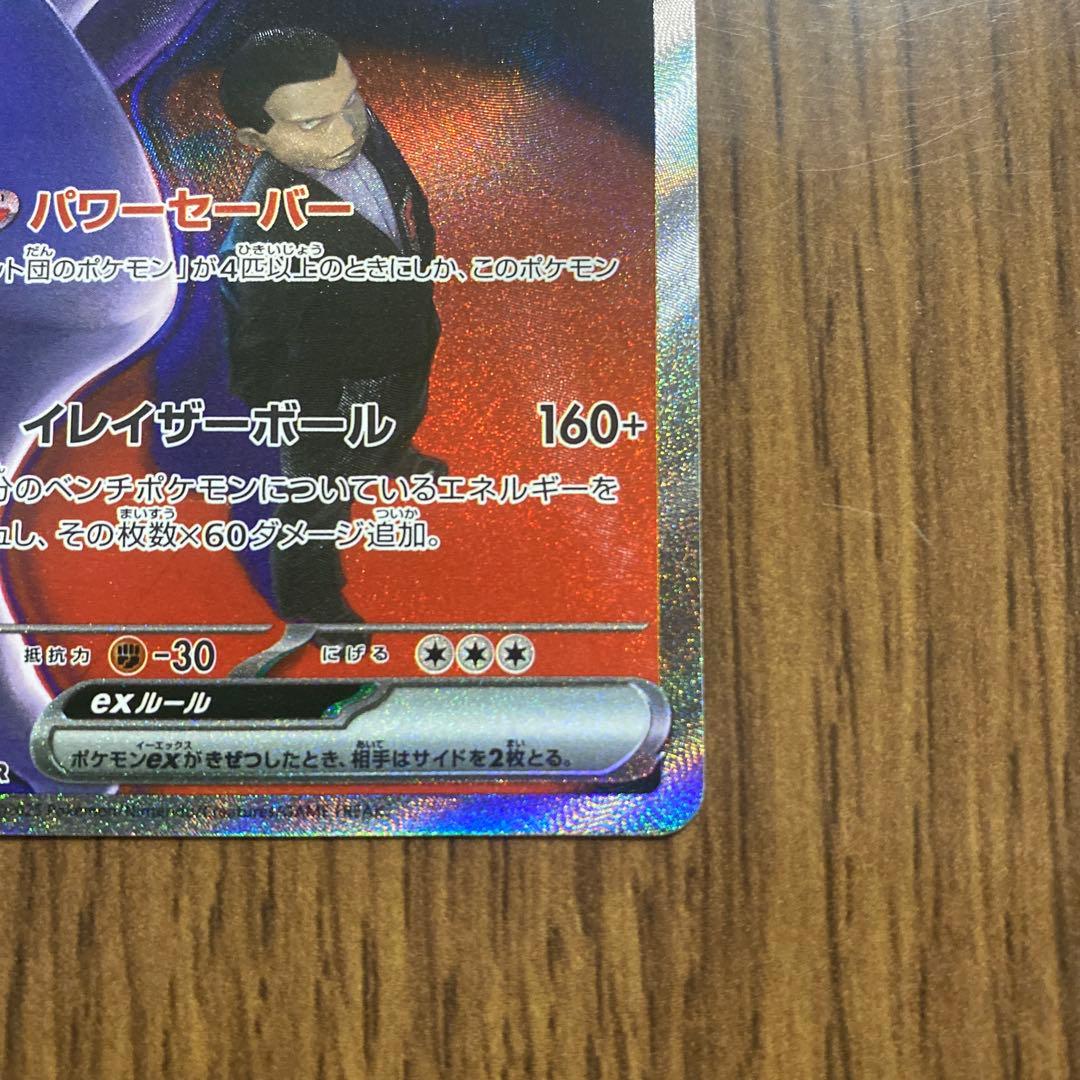 パワーセーバー
ット団のポケモン」が4匹以上のときにしか、このポケモン
イレイザーボール 160+
分のベンチポケモンについているエネルギーを
ュし、その枚数×60ダメージ追加。
抵抗力 -30 にげる
exルール
ポケモンexがきぜつしたとき、相手はサイドを2枚とる。
R
Pokémon/Nintendo/Creatures/GAME FREAK.